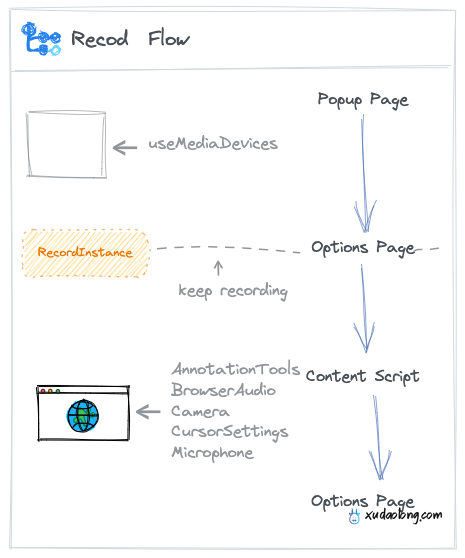 Recod Flow
Popup Page
useMediaDevices
RecordInstance
Options Page
keep recording
AnnotationTools
BrowserAudio
Camera
CursorSettings
Microphone
Content Script
Options Page
xudaolong.com